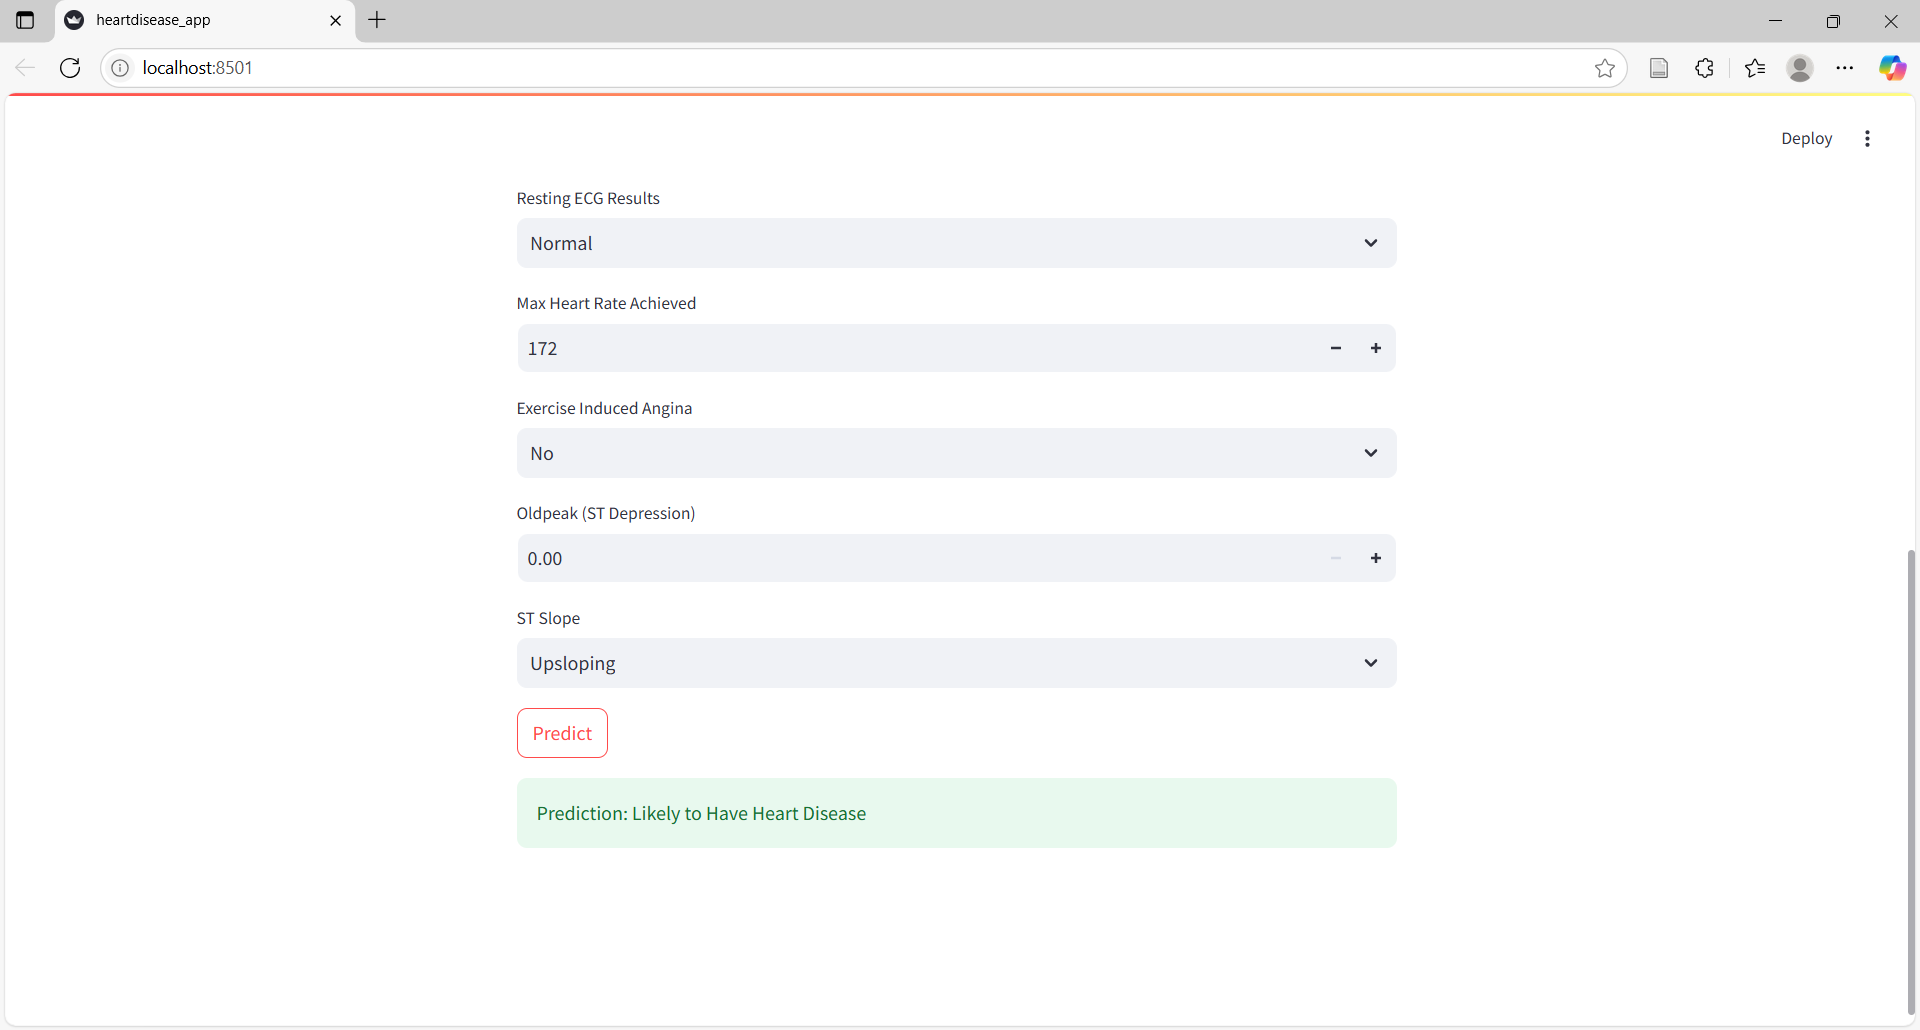 heartdisease_app
localhost:8501
Deploy
Resting ECG Results
Normal
Max Heart Rate Achieved
172
Exercise Induced Angina
No
Oldpeak (ST Depression)
0.00
ST Slope
Upsloping
Predict
Prediction: Likely to Have Heart Disease